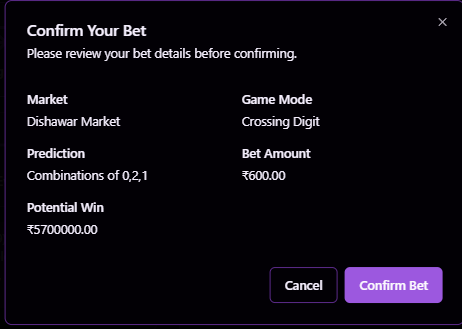 Confirm Your Bet
Please review your bet details before confirming.
Market
Game Mode
Dishawar Market
Crossing Digit
Prediction
Bet Amount
Combinations of 0,2,1
₹600.00
Potential Win
₹5700000.00
Cancel
Confirm Bet